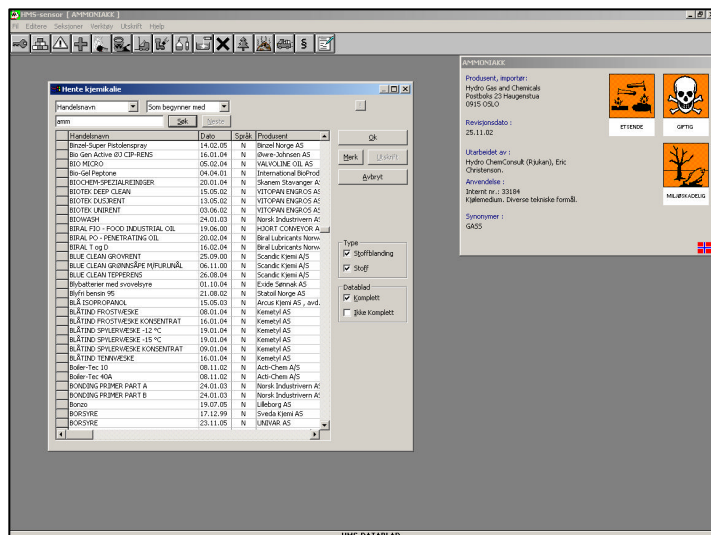 HMS-sensor [ AMMONIAKK ]
Fil Editere Seksjoner Verktøy Utskrift Hjelp
§
Hente kjemikalie
Handelsnavn Som begynner med
amm Søk Neste
Handelsnavn Dato Språk Produsent
Binzel-Super Pistolenspray 14.02.05 N Binzel Norge AS
Bio Gen Active ØJ CIP-RENS 16.01.04 N Øwre-Johnsen AS
BIO MICRO 05.02.04 N VALVOLINE OIL AS
Bio-Gel Peptone 04.04.01 N International BioProd
BIOCHEM-SPEZIALREINIGER 20.01.04 N Skanem Stavanger AS
BIOTEK DEEP CLEAN 15.05.02 N VITOPAN ENGROS AS
BIOTEK DUSJRENT 13.05.02 N VITOPAN ENGROS AS
BIOTEK UNIRENT 03.06.02 N VITOPAN ENGROS AS
BIOWASH 24.01.03 N Norsk Industrivern AS
BIRAL FIO - FOOD INDUSTRIAL OIL 19.06.00 N HJORT CONVEYOR A
BIRAL PO - PENETRATING OIL 20.02.04 N Biral Lubricants Norw
BIRAL T og D 16.02.04 N Biral Lubricants Norw
BLUE CLEAN GROVRENT 25.09.00 N Scandic Kjemi A/S
BLUE CLEAN GRØNNSÅPE M/FURUNÅL 06.11.00 N Scandic Kjemi A/S
BLUE CLEAN TEPPERENS 26.08.04 N Scandic Kjemi A/S
Blybatterier med svovelsyre 01.10.04 N Exide Sønnak AS
Blyfri bensin 95 21.08.02 N Statoil Norge AS
BLÅ ISOPROPANOL 15.05.03 N Arcus Kjemi AS , avd.
BLÅTIND FROSTVÆSKE 08.01.04 N Kemetyl AS
BLÅTIND FROSTVÆSKE KONSENTRAT 16.01.04 N Kemetyl AS
BLÅTIND SPYLERVÆSKE -12 °C 19.01.04 N Kemetyl AS
BLÅTIND SPYLERVÆSKE -15 °C 19.01.04 N Kemetyl AS
BLÅTIND SPYLERVÆSKE KONSENTRAT 09.01.04 N Kemetyl AS
BLÅTIND TENNVÆSKE 16.01.04 N Kemetyl AS
Boiler-Tec 10 08.11.02 N Acti-Chem A/S
Boiler-Tec 40A 08.11.02 N Acti-Chem A/S
BONDING PRIMER PART A 24.01.03 N Norsk Industrivern AS
BONDING PRIMER PART B 24.01.03 N Norsk Industrivern AS
Bonzo 19.07.05 N Lilleborg AS
BORSYRE 17.12.99 N Sveda Kjemi AS
BORSYRE 23.11.05 N UNIVAR AS
Ok
Merk Utskrift
Avbryt
Type
Stoffblanding
Stoff
Datablad
Komplett
Ikke Komplett
AMMONIAKK
Produsent, importør:
Hydro Gas and Chemicals
Postboks 23 Haugenstua
0915 OSLO
Revisjonsdato :
25.11.02
Utarbeidet av :
Hydro ChemConsult (Rjukan), Eric
Christenson.
Anvendelse :
Internt nr.: 33184
Kjølemedium. Diverse tekniske formål.
Synonymer :
GASS
ETSENDE GIFTIG
MILJØSKADELIG
HMS-DATABLAD